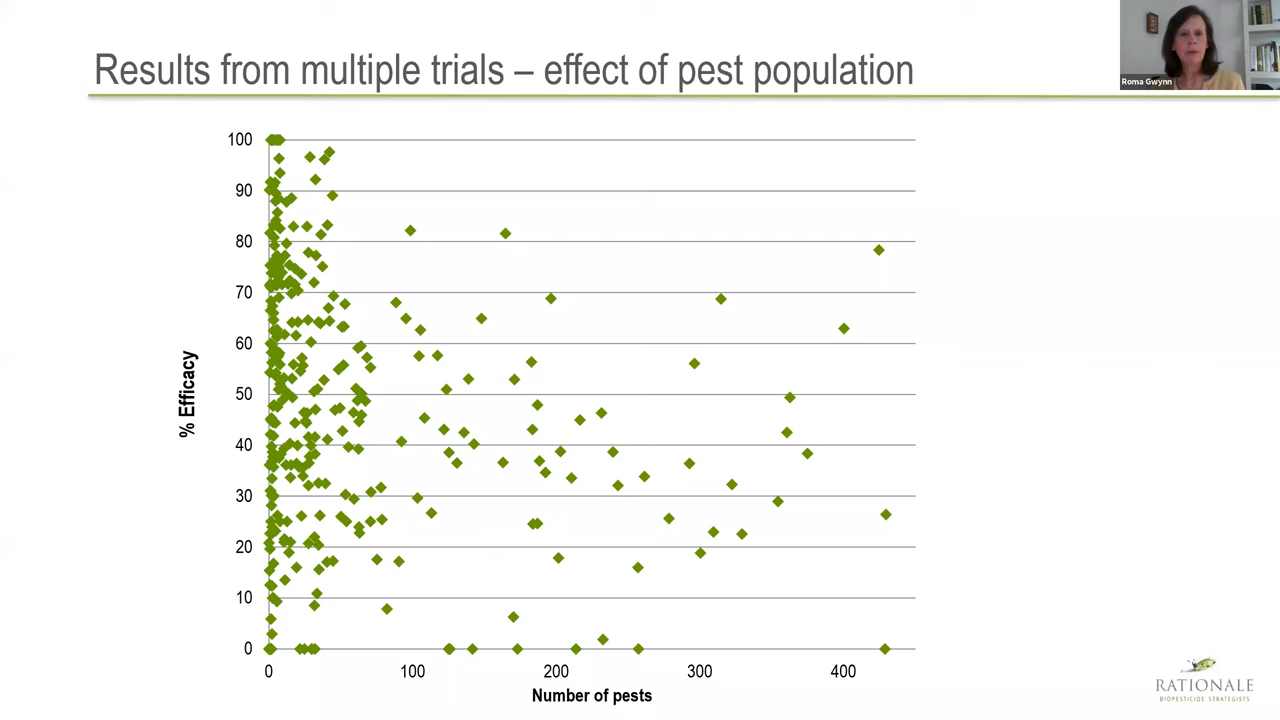 Results from multiple trials – effect of pest population
Roma Gwynn
100
90
80
70
60
50
40
30
20
10
0
% Efficacy
0 100 200 300 400
Number of pests
RATIONALE
BIOPESTICIDE STRATEGISTS